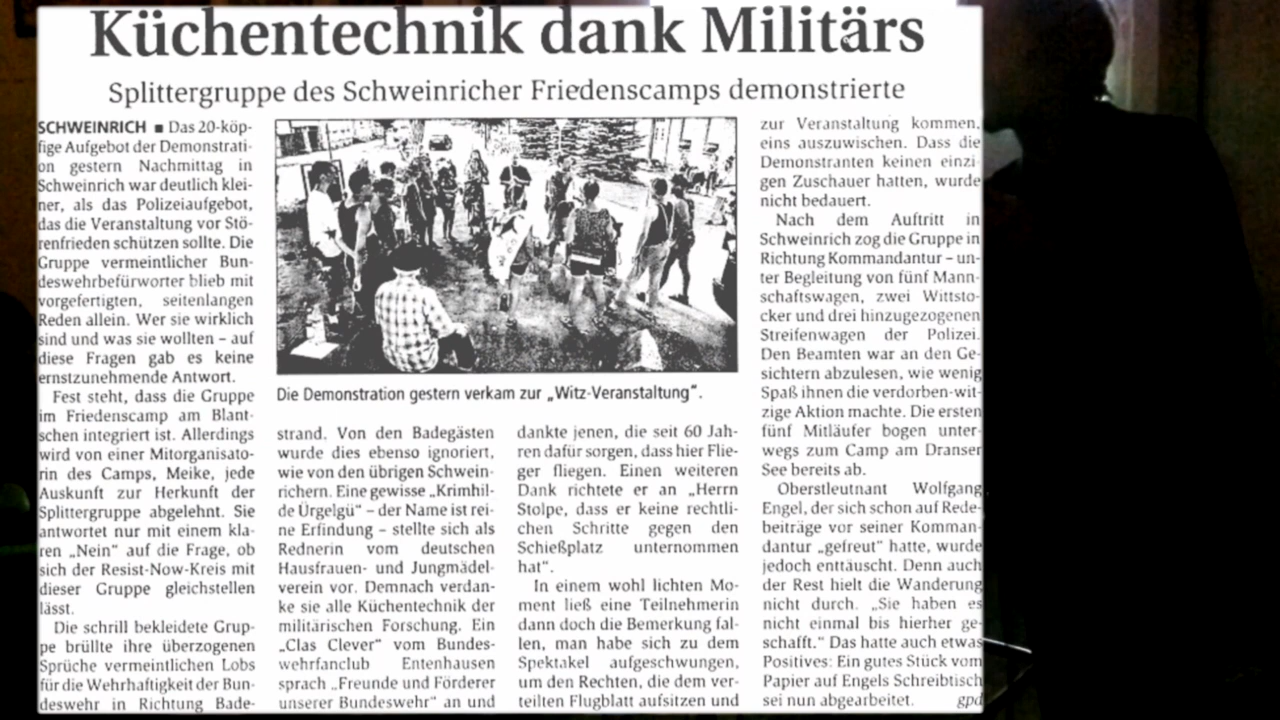 Küchentechnik dank Militärs
Splittergruppe des Schweinricher Friedenscamps demonstrierte
SCHWEINRICH ■ Das 20-köp-
fige Aufgebot der Demonstrati-
on gestern Nachmittag in
Schweinrich war deutlich klei-
ner, als das Polizeiaufgebot,
das die Veranstaltung vor Stö-
renfrieden schützen sollte. Die
Gruppe vermeintlicher Bun-
deswehrbefürworter blieb mit
vorgefertigten, seitenlangen
Reden allein. Wer sie wirklich
sind und was sie wollten – auf
diese Fragen gab es keine
ernstzunehmende Antwort.
Fest steht, dass die Gruppe
im Friedenscamp am Blant-
schen integriert ist. Allerdings
wird von einer Mitorganisato-
rin des Camps, Meike, jede
Auskunft zur Herkunft der
Splittergruppe abgelehnt. Sie
antwortet nur mit einem kla-
ren „Nein" auf die Frage, ob
sich der Resist-Now-Kreis mit
dieser Gruppe gleichstellen
lässt.
Die schrill bekleidete Grup-
pe brüllte ihre überzogenen
Sprüche vermeintlichen Lobs
für die Wehrhaftigkeit der Bun-
deswehr in Richtung Bade-
Die Demonstration gestern verkam zur „Witz-Veranstaltung".
strand. Von den Badegästen
wurde dies ebenso ignoriert,
wie von den übrigen Schwein-
richern. Eine gewisse „Krimhil-
de Ürgelgü" – der Name ist rei-
ne Erfindung – stellte sich als
Rednerin vom deutschen
Hausfrauen- und Jungmädel-
verein vor. Demnach verdan-
ke sie alle Küchentechnik der
militärischen Forschung. Ein
„Clas Clever" vom Bundes-
wehrfanclub Entenhausen
sprach „Freunde und Förderer
unserer Bundeswehr" an und
dankte jenen, die seit 60 Jah-
ren dafür sorgen, dass hier Flie-
ger fliegen. Einen weiteren
Dank richtete er an „Herrn
Stolpe, dass er keine rechtli-
chen Schritte gegen den
Schießplatz unternommen
hat".
In einem wohl lichten Mo-
ment ließ eine Teilnehmerin
dann doch die Bemerkung fal-
len, man habe sich zu dem
Spektakel aufgeschwungen,
um den Rechten, die dem ver-
teilten Flugblatt aufsitzen und
zur Veranstaltung kommen,
eins auszuwischen. Dass die
Demonstranten keinen einzi-
gen Zuschauer hatten, wurde
nicht bedauert.
Nach dem Auftritt in
Schweinrich zog die Gruppe in
Richtung Kommandantur – un-
ter Begleitung von fünf Mann-
schaftswagen, zwei Wittsto-
cker und drei hinzugezogenen
Streifenwagen der Polizei.
Den Beamten war an den Ge-
sichtern abzulesen, wie wenig
Spaß ihnen die verdorben-wit-
zige Aktion machte. Die ersten
fünf Mitläufer bogen unter-
wegs zum Camp am Dranser
See bereits ab.
Oberstleutnant Wolfgang
Engel, der sich schon auf Rede-
beiträge vor seiner Komman-
dantur „gefreut" hatte, wurde
jedoch enttäuscht. Denn auch
der Rest hielt die Wanderung
nicht durch. „Sie haben es
nicht einmal bis hierher ge-
schafft." Das hatte auch etwas
Positives: Ein gutes Stück vom
Papier auf Engels Schreibtisch
sei nun abgearbeitet. gpd